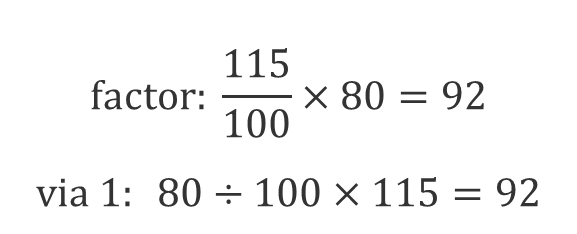 factor: 115/100 × 80 = 92
via 1: 80 ÷ 100 × 115 = 92